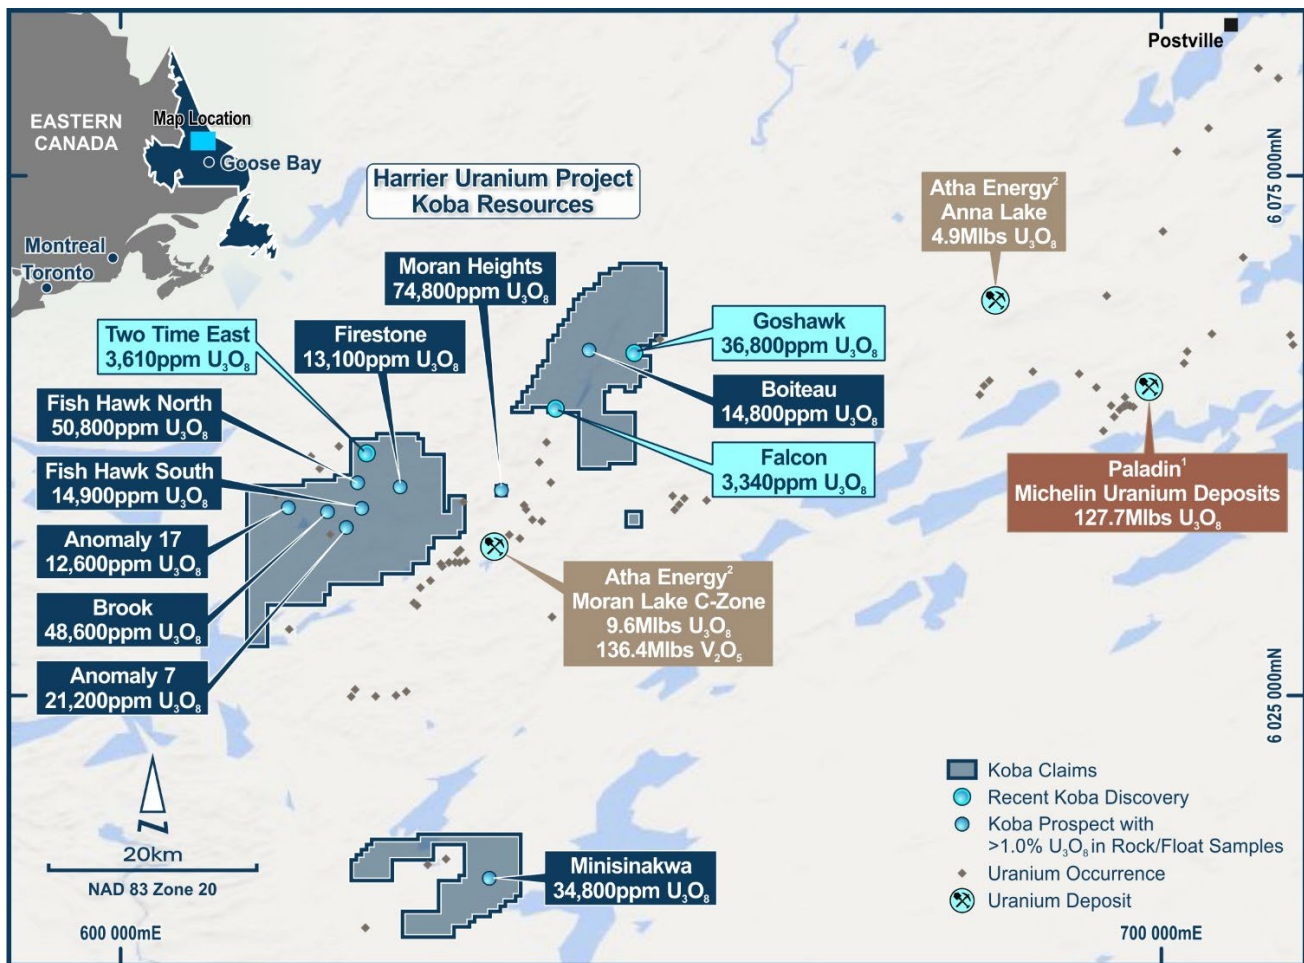 Postville
EASTERN
CANADA
Map Location
Goose Bay
Montreal
Toronto
Harrier Uranium Project
Koba Resources
6 075 000mN
Atha Energy²
Anna Lake
4.9Mlbs U₃O₈
Moran Heights
74,800ppm U₃O₈
Two Time East
3,610ppm U₃O₈
Firestone
13,100ppm U₃O₈
Goshawk
36,800ppm U₃O₈
Boiteau
14,800ppm U₃O₈
Fish Hawk North
50,800ppm U₃O₈
Falcon
3,340ppm U₃O₈
Fish Hawk South
14,900ppm U₃O₈
Paladin¹
Michelin Uranium Deposits
127.7Mlbs U₃O₈
Anomaly 17
12,600ppm U₃O₈
Atha Energy²
Moran Lake C-Zone
9.6Mlbs U₃O₈
136.4Mlbs V₂O₅
Brook
48,600ppm U₃O₈
Anomaly 7
21,200ppm U₃O₈
6 025 000mN
N
20km
NAD 83 Zone 20
Minisinakwa
34,800ppm U₃O₈
Koba Claims
Recent Koba Discovery
Koba Prospect with
>1.0% U₃O₈ in Rock/Float Samples
Uranium Occurrence
Uranium Deposit
600 000mE
700 000mE